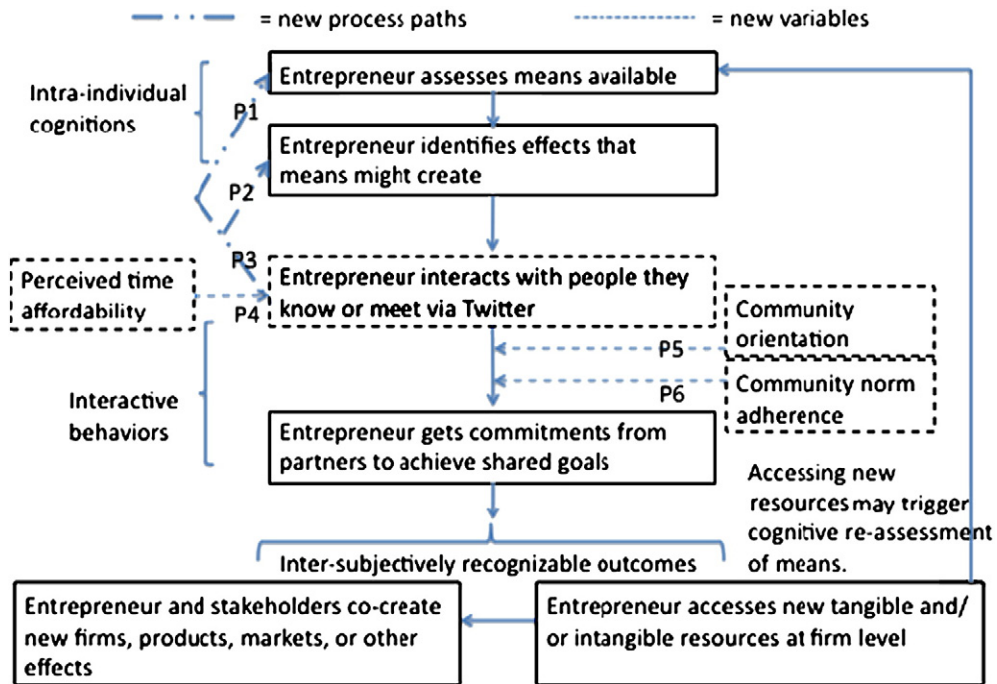 = new process paths
= new variables
Entrepreneur assesses means available
Intra-individual
cognitions
P1
Entrepreneur identifies effects that
means might create
P2
P3
Perceived time
affordability
Entrepreneur interacts with people they
know or meet via Twitter
P4
Community
orientation
P5
Community norm
adherence
P6
Interactive
behaviors
Entrepreneur gets commitments from
partners to achieve shared goals
Accessing new
resources may trigger
cognitive re-assessment
of means.
Inter-subjectively recognizable outcomes
Entrepreneur and stakeholders co-create
new firms, products, markets, or other
effects
Entrepreneur accesses new tangible and/
or intangible resources at firm level